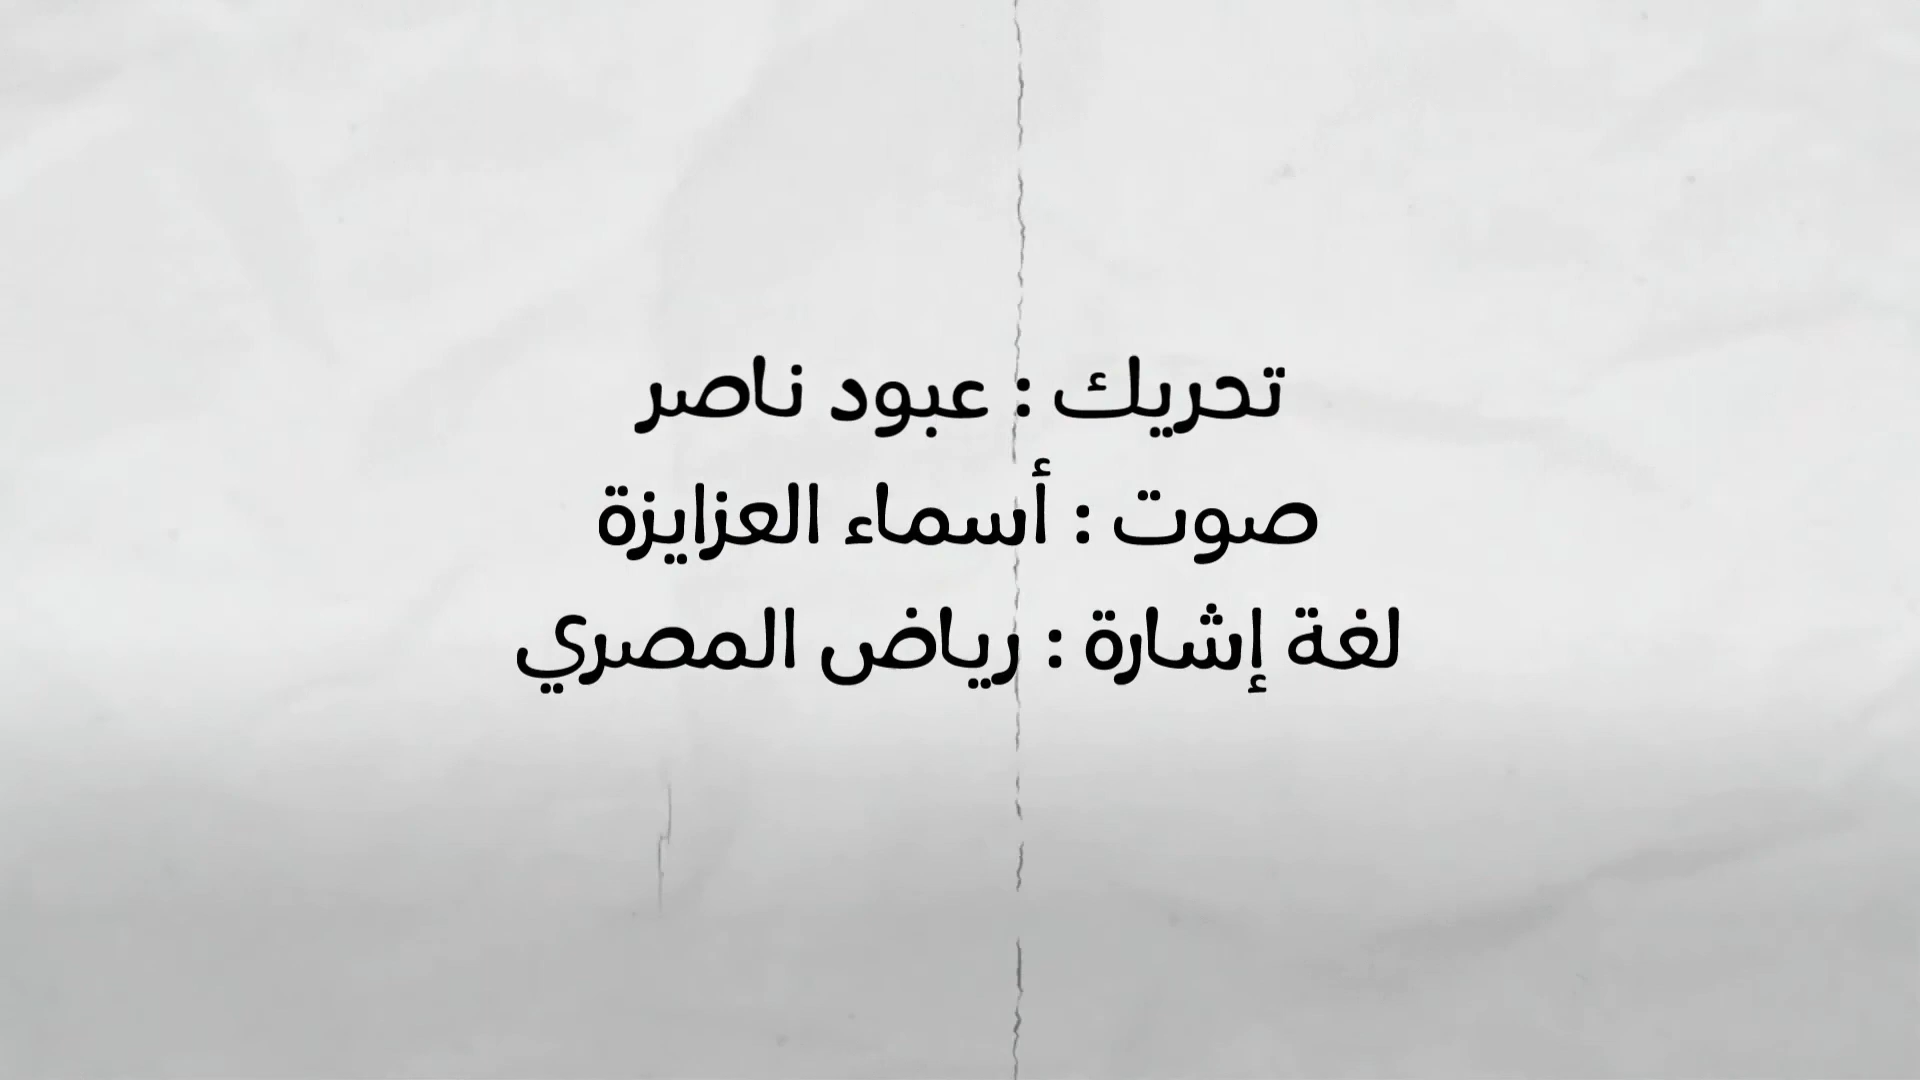 تحريك : عبود ناصر
صوت : أسماء العزايزة
لغة إشارة : رياض المصري